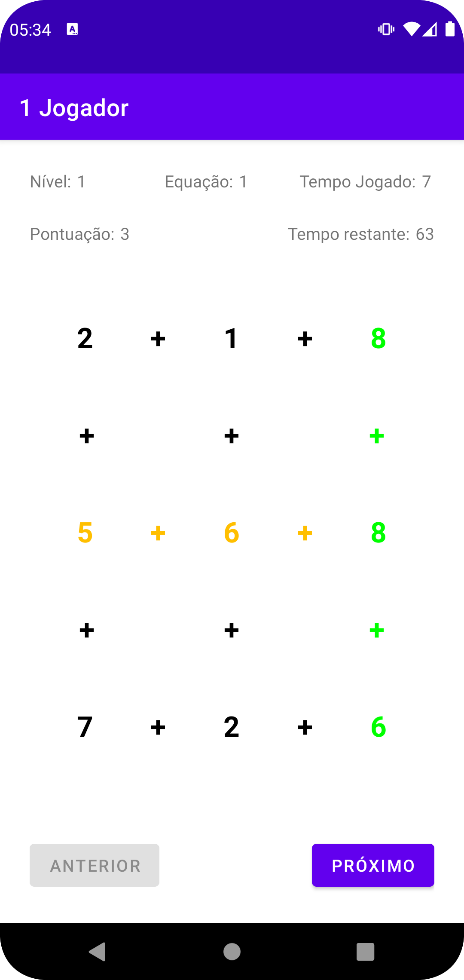 05:34
1 Jogador
Nível: 1 Equação: 1 Tempo Jogado: 7
Pontuação: 3 Tempo restante: 63
2 + 1 + 8
+ + +
5 + 6 + 8
+ + +
7 + 2 + 6
ANTERIOR PRÓXIMO